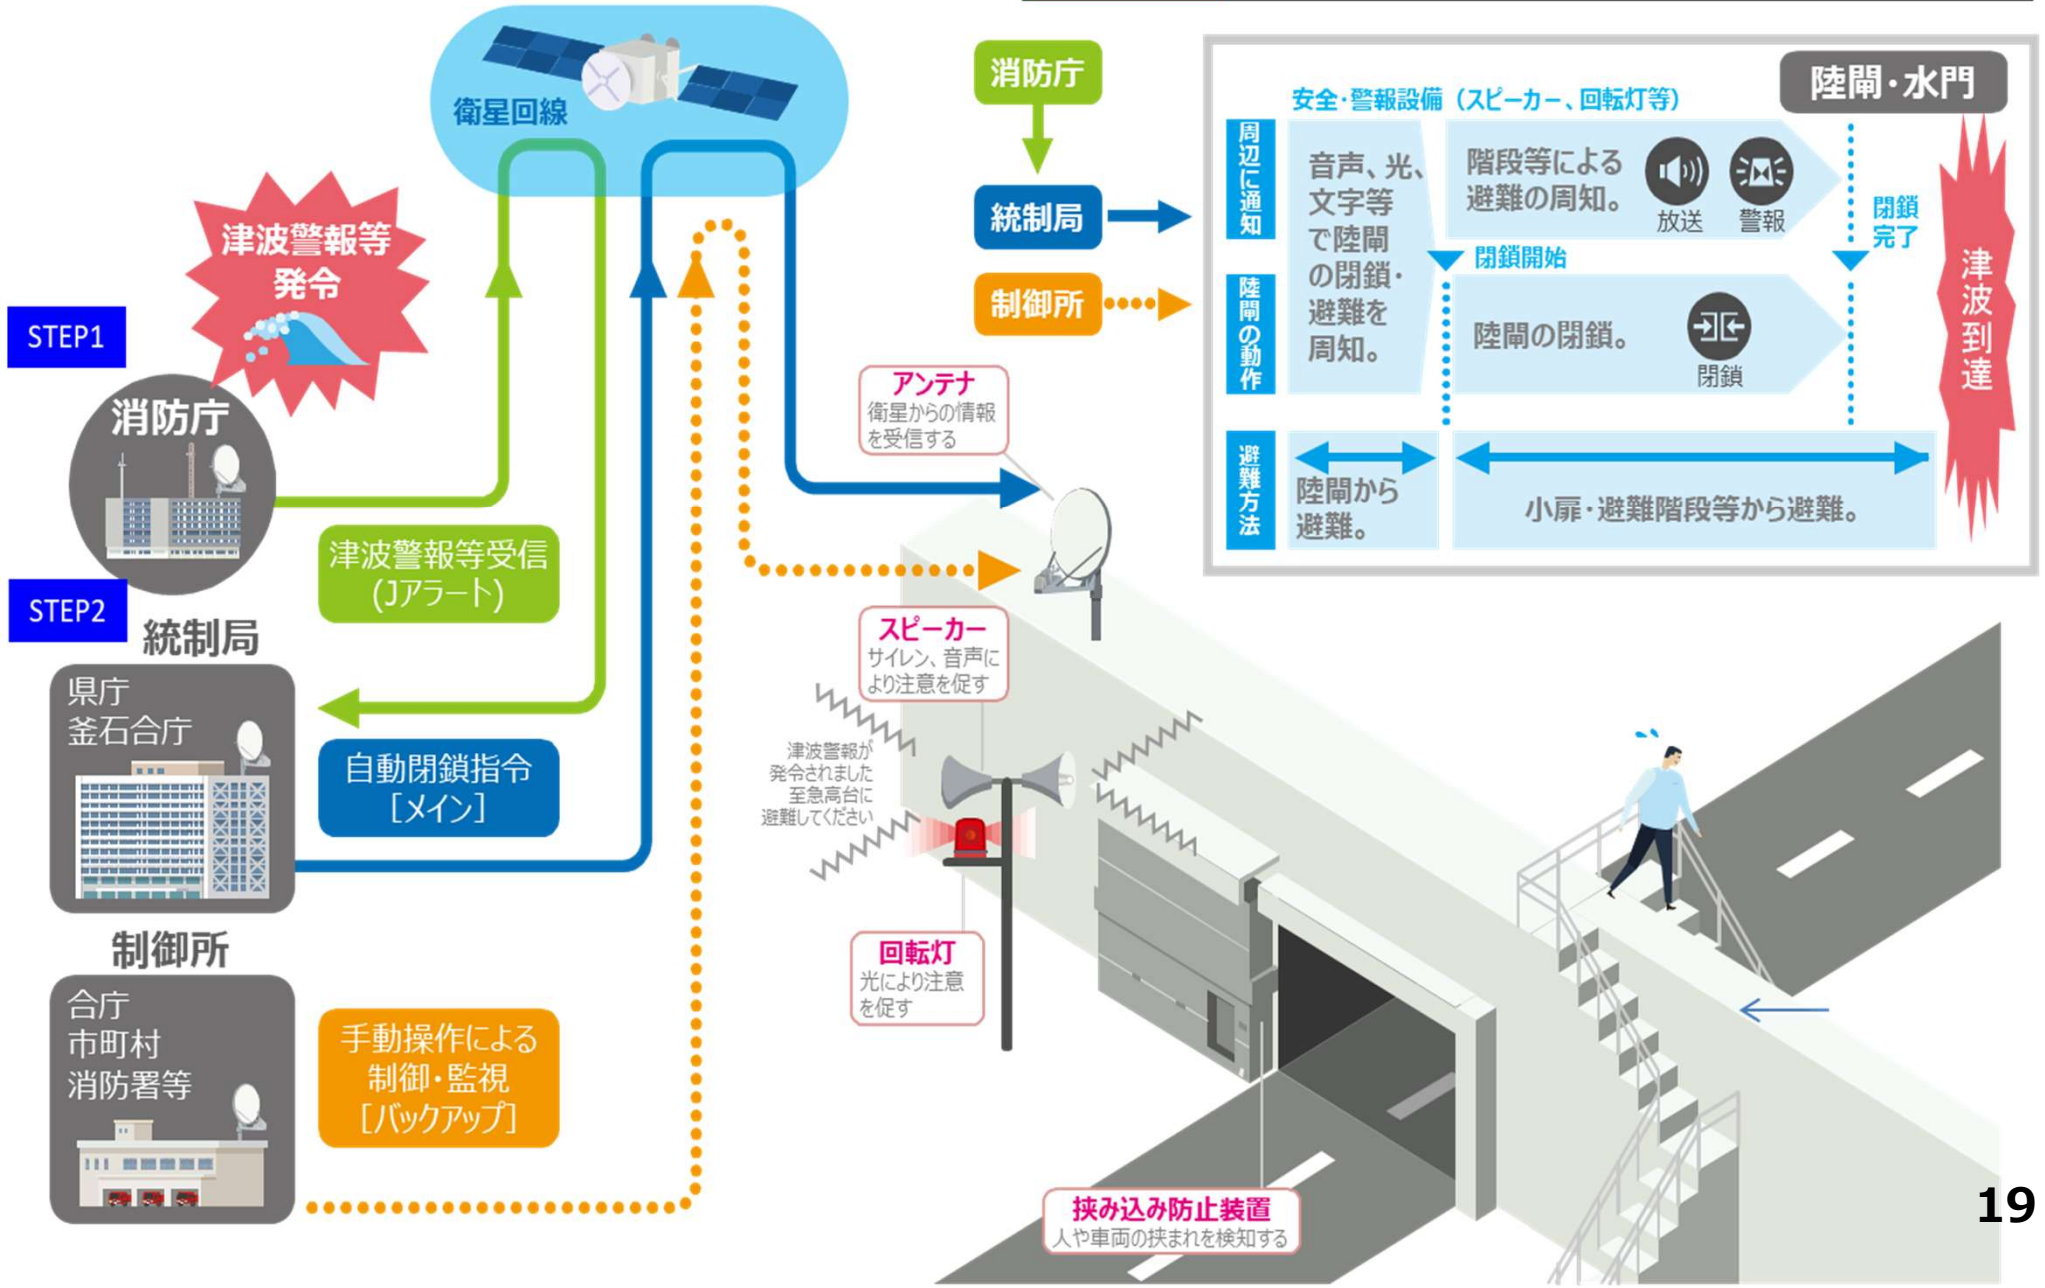 衛星回線
津波警報等
発令
STEP1
消防庁
津波警報等受信
(Jアラート)
STEP2
統制局
県庁
釜石合庁
自動閉鎖指令
[メイン]
制御所
合庁
市町村
消防署等
手動操作による
制御・監視
[バックアップ]
消防庁
統制局
制御所
陸閘・水門
安全・警報設備（スピーカー、回転灯等）
周辺に通知
音声、光、
文字等
で陸閘
の閉鎖・
避難を
周知。
階段等による
避難の周知。
放送
警報
閉鎖
完了
閉鎖開始
陸閘の動作
陸閘の閉鎖。
閉鎖
津波到達
避難方法
陸閘から
避難。
小扉・避難階段等から避難。
アンテナ
衛星からの情報
を受信する
スピーカー
サイレン、音声に
より注意を促す
津波警報が
発令されました
至急高台に
避難してください
回転灯
光により注意
を促す
挟み込み防止装置
人や車両の挟まれを検知する
19